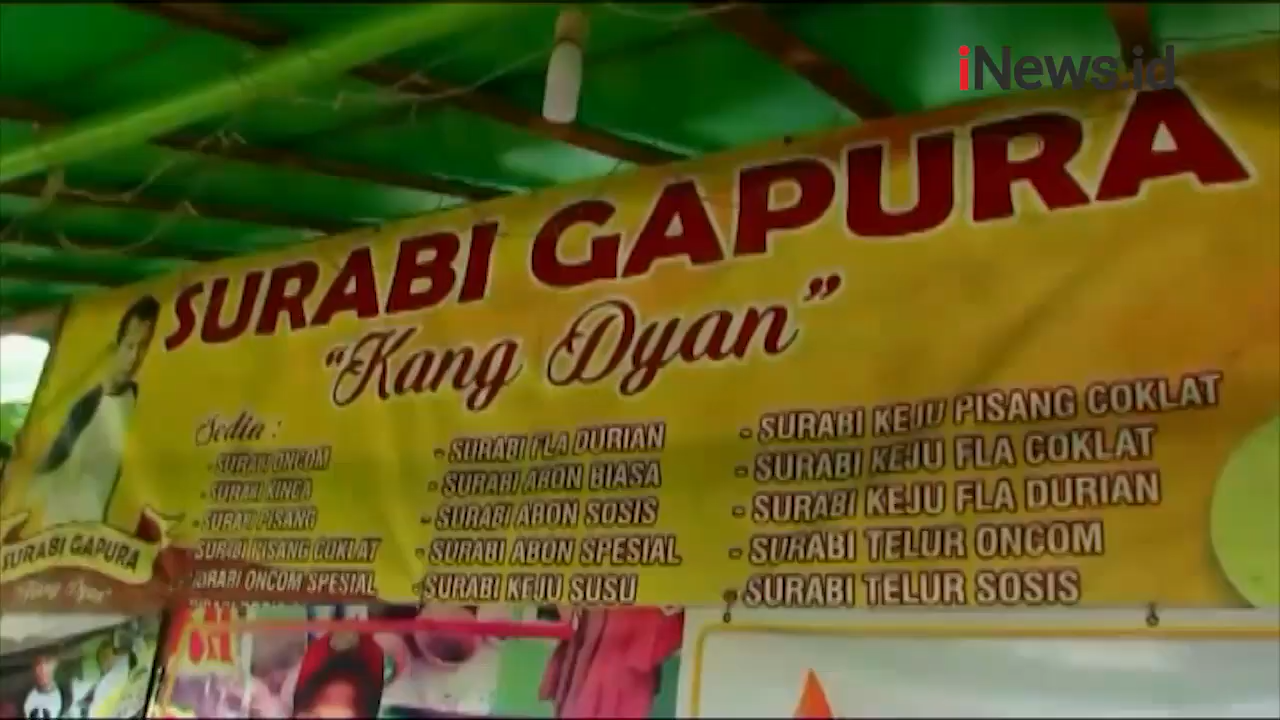 iNews.id
SURABI GAPURA
"Kang Dyan"
Sedia :
- SURABI ONCOM
- SURABI KINCA
- SURABI PISANG
- SURABI PISANG COKLAT
- SURABI ONCOM SPESIAL
- SURABI FLA DURIAN
- SURABI ABON BIASA
- SURABI ABON SOSIS
- SURABI ABON SPESIAL
- SURABI KEJU SUSU
- SURABI KEJU PISANG COKLAT
- SURABI KEJU FLA COKLAT
- SURABI KEJU FLA DURIAN
- SURABI TELUR ONCOM
- SURABI TELUR SOSIS
SURABI GAPURA
"Kang Dyan"